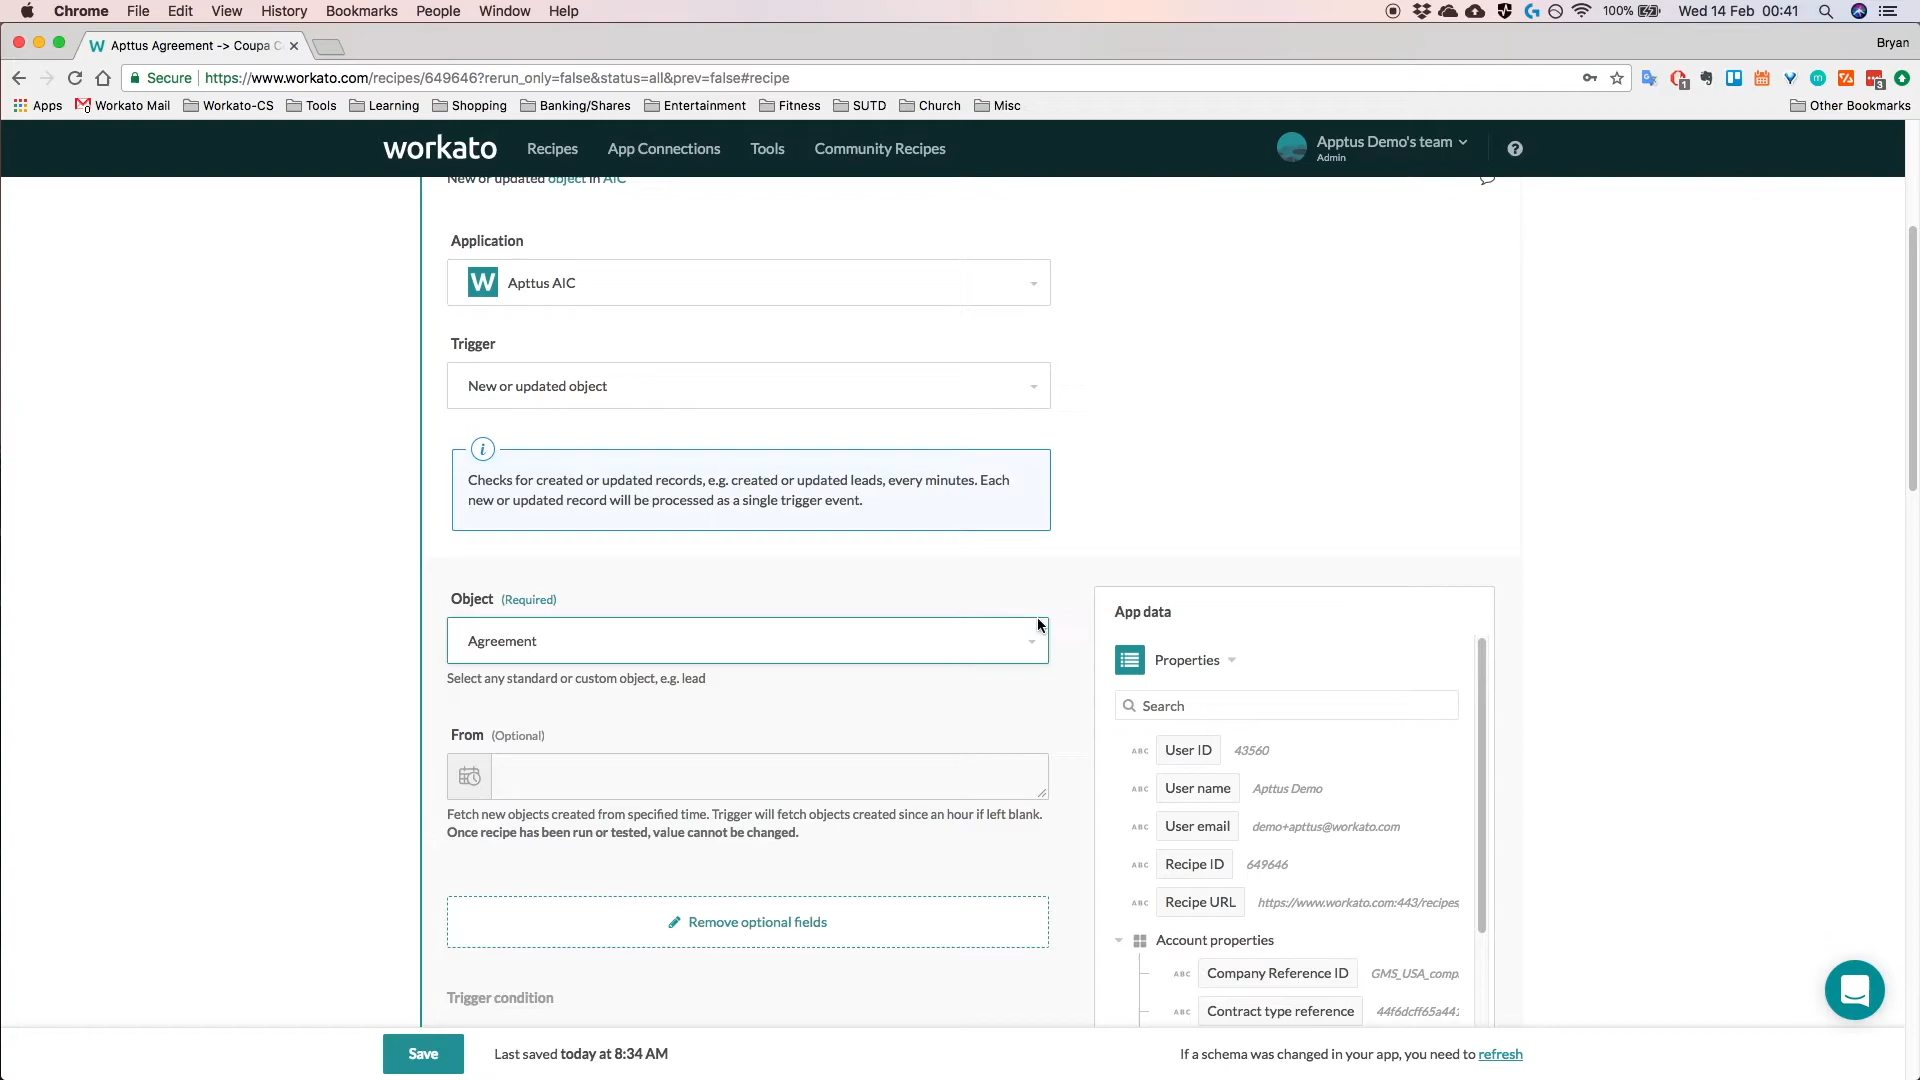 Chrome File Edit View History Bookmarks People Window Help 100% Wed 14 Feb 00:41
W Apttus Agreement -> Coupa C
Bryan
Secure https://www.workato.com/recipes/649646?rerun_only=false&status=all&prev=false#recipe
Apps Workato Mail Workato-CS Tools Learning Shopping Banking/Shares Entertainment Fitness SUTD Church Misc Other Bookmarks
workato Recipes App Connections Tools Community Recipes Apttus Demo's team
Admin
New or updated object in AIC
Application
W Apttus AIC
Trigger
New or updated object
i
Checks for created or updated records, e.g. created or updated leads, every minutes. Each
new or updated record will be processed as a single trigger event.
Object (Required)
Agreement
Select any standard or custom object, e.g. lead
From (Optional)
Fetch new objects created from specified time. Trigger will fetch objects created since an hour if left blank.
Once recipe has been run or tested, value cannot be changed.
Remove optional fields
Trigger condition
App data
Properties
Search
ABC User ID 43560
ABC User name Apttus Demo
ABC User email demo+apttus@workato.com
ABC Recipe ID 649646
ABC Recipe URL https://www.workato.com:443/recipes
Account properties
ABC Company Reference ID GMS_USA_comp
ABC Contract type reference 44f6dcff65a441
Save
Last saved today at 8:34 AM
If a schema was changed in your app, you need to refresh